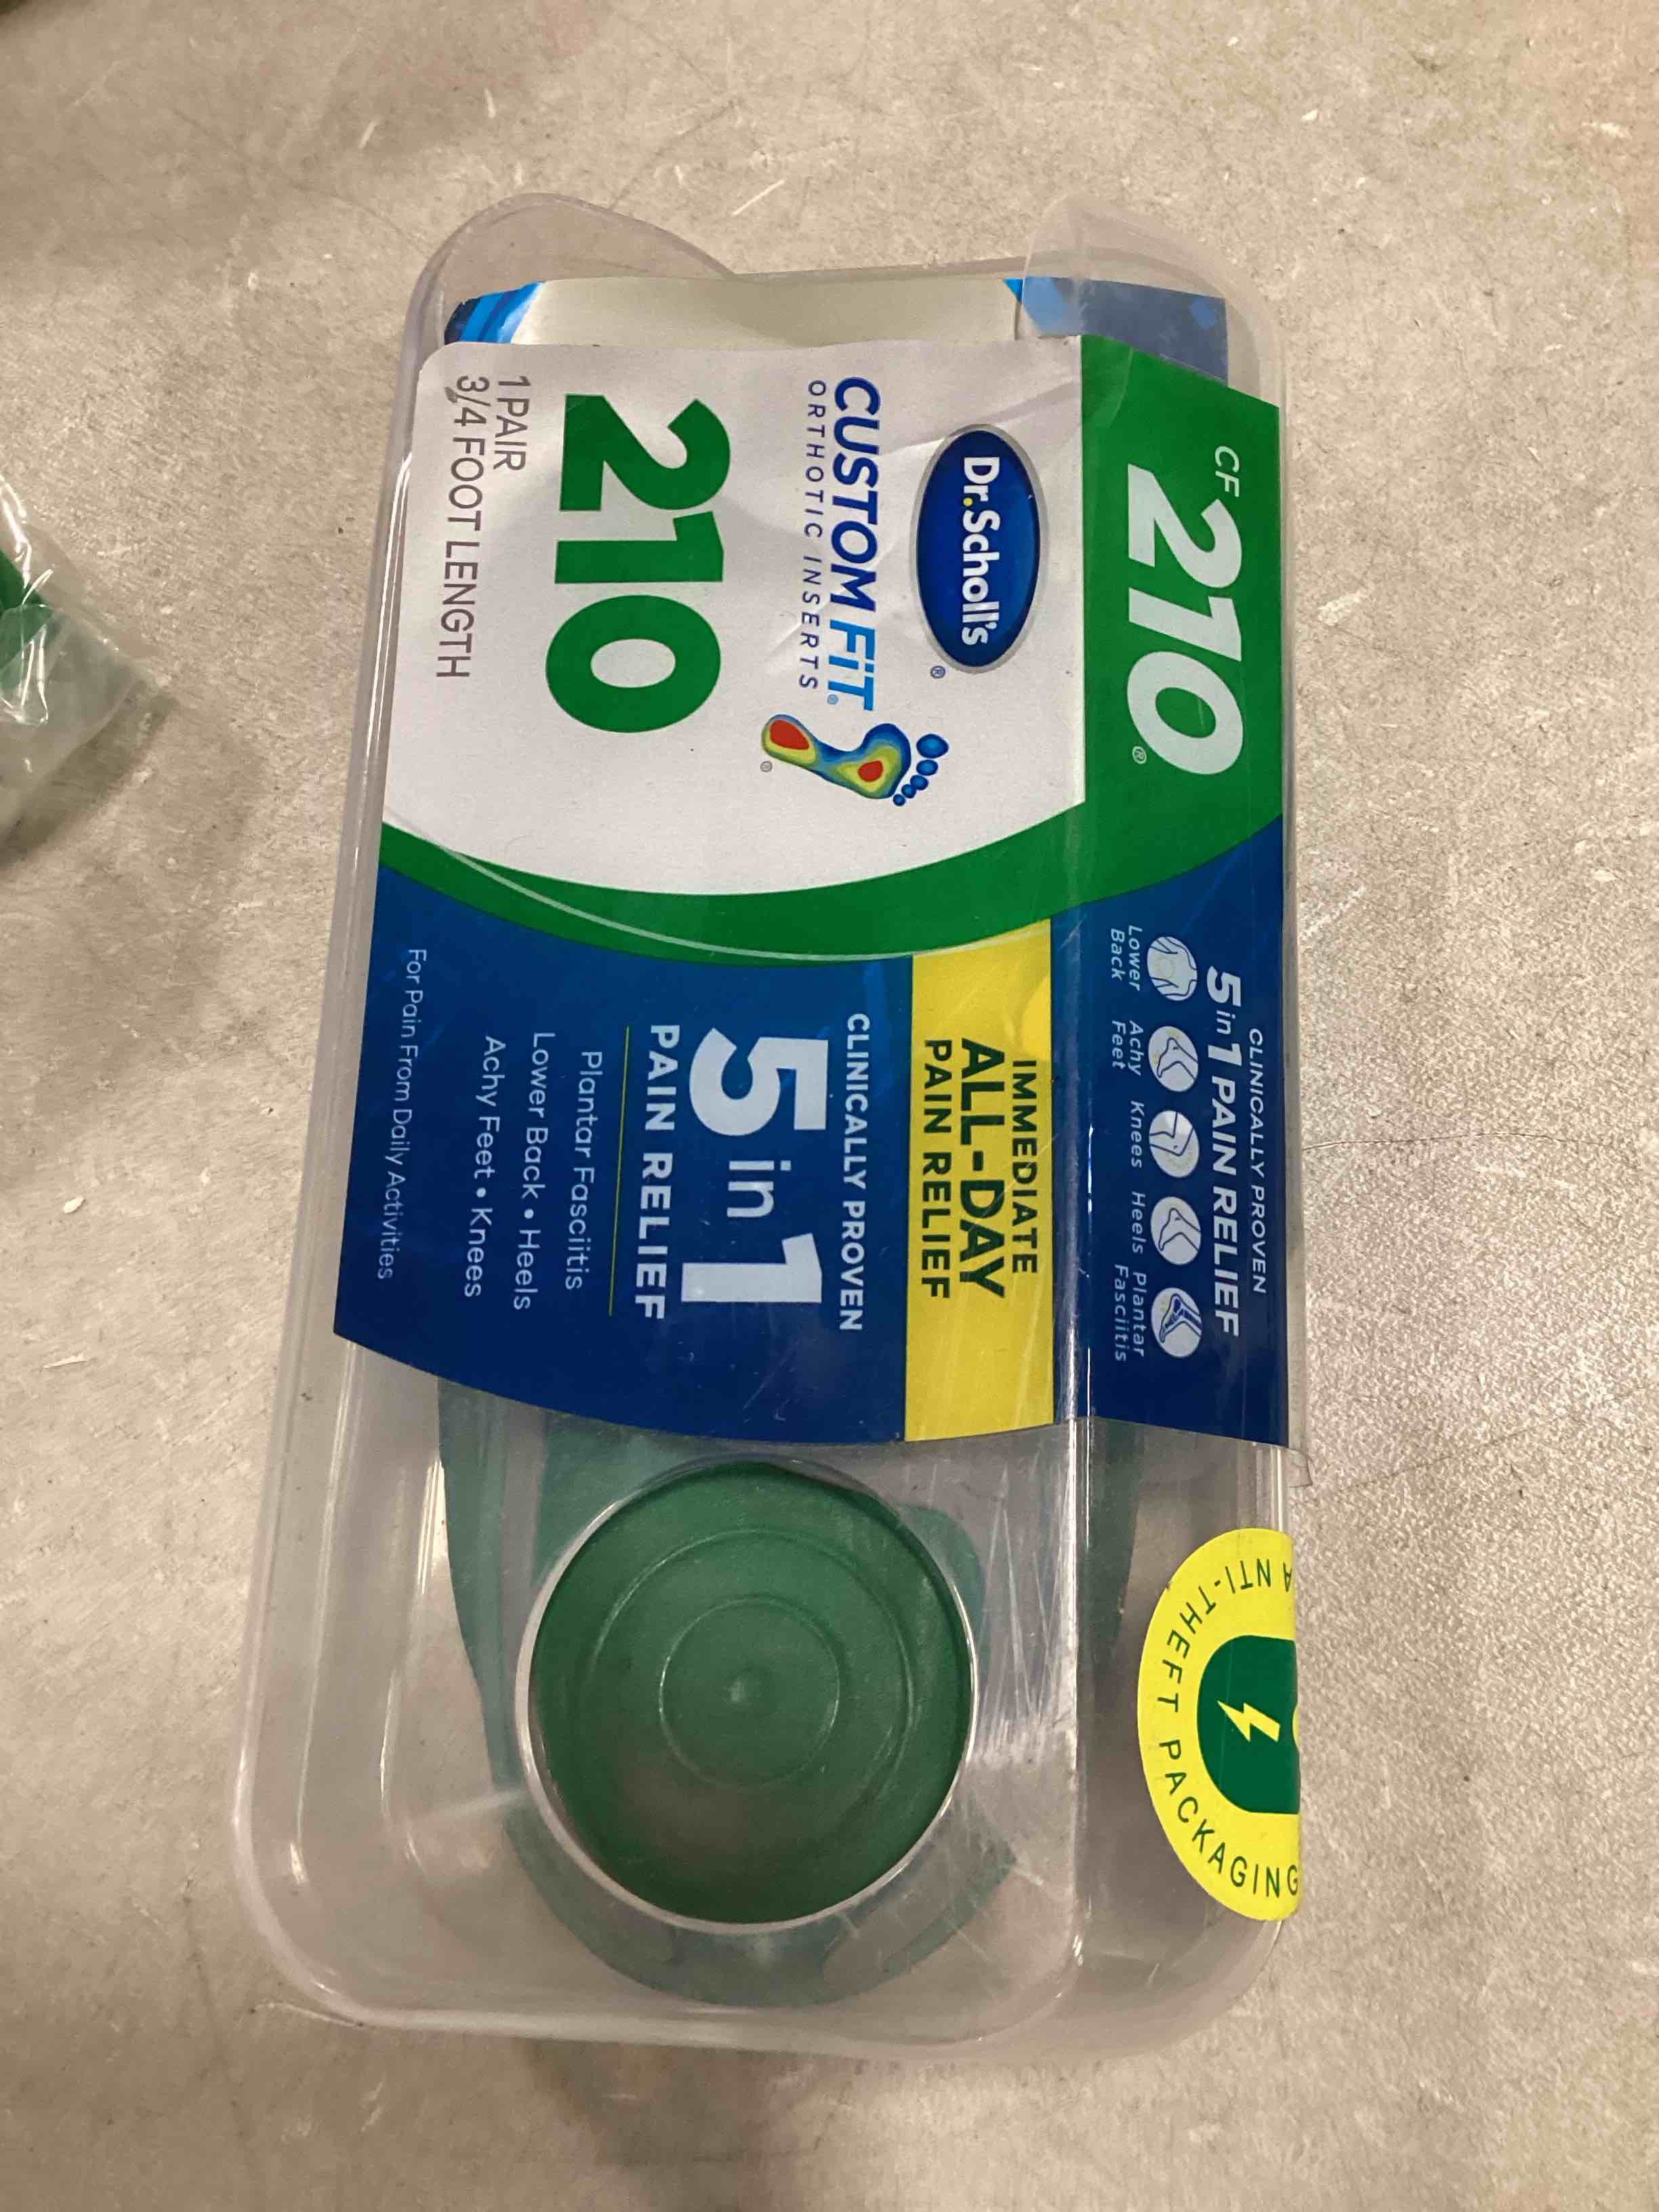 CF 210®
CLINICALLY PROVEN
5 in 1 PAIN RELIEF
Lower Back
Achy Feet
Knees
Heels
Plantar Fasciitis
Dr.Scholl's®
CUSTOM FiT®
ORTHOTIC INSERTS
®
210
1 PAIR
3/4 FOOT LENGTH
IMMEDIATE
ALL-DAY
PAIN RELIEF
CLINICALLY PROVEN
5 in 1
PAIN RELIEF
Plantar Fasciitis
Lower Back • Heels
Achy Feet • Knees
For Pain From Daily Activities
ANTI-THEFT PACKAGING